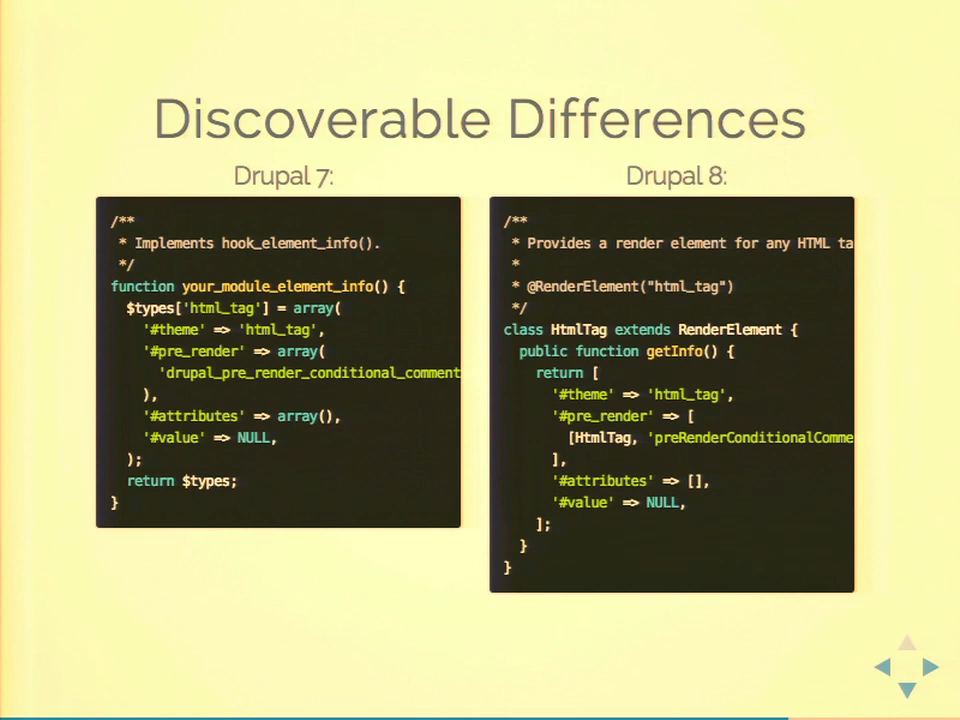 Discoverable Differences
Drupal 7:
/**
 * Implements hook_element_info().
 */
function your_module_element_info() {
  $types['html_tag'] = array(
    '#theme' => 'html_tag',
    '#pre_render' => array(
      'drupal_pre_render_conditional_comment
    ),
    '#attributes' => array(),
    '#value' => NULL,
  );
  return $types;
}
Drupal 8:
/**
 * Provides a render element for any HTML ta
 *
 * @RenderElement("html_tag")
 */
class HtmlTag extends RenderElement {
  public function getInfo() {
    return [
      '#theme' => 'html_tag',
      '#pre_render' => [
        [HtmlTag, 'preRenderConditionalComme
      ],
      '#attributes' => [],
      '#value' => NULL,
    ];
  }
}